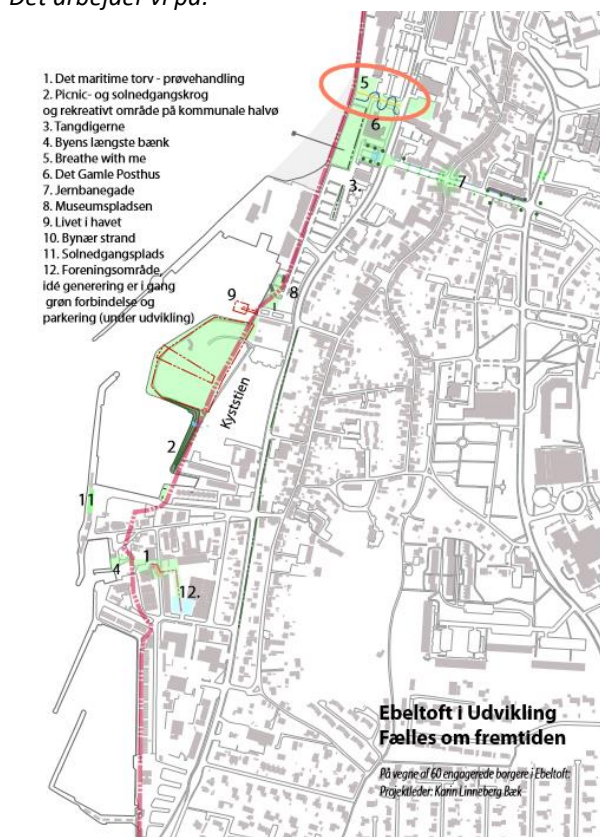 Det arbejder vi på:
1. Det maritime torv - prøvehandling
2. Picnic- og solnedgangskrog
og rekreativt område på kommunale halvø
3. Tangdigerne
4. Byens længste bænk
5. Breathe with me
6. Det Gamle Posthus
7. Jernbanegade
8. Museumspladsen
9. Livet i havet
10. Bynær strand
11. Solnedgangsplads
12. Foreningsområde,
idé generering er i gang
grøn forbindelse og
parkering (under udvikling)
5
6
7
3.
8
9
Kyststien
2
11
1
4
12.
Ebeltoft i Udvikling
Fælles om fremtiden
På vegne af 60 engagerede borgere i Ebeltoft:
Projektleder: Karin Linneberg Bæk